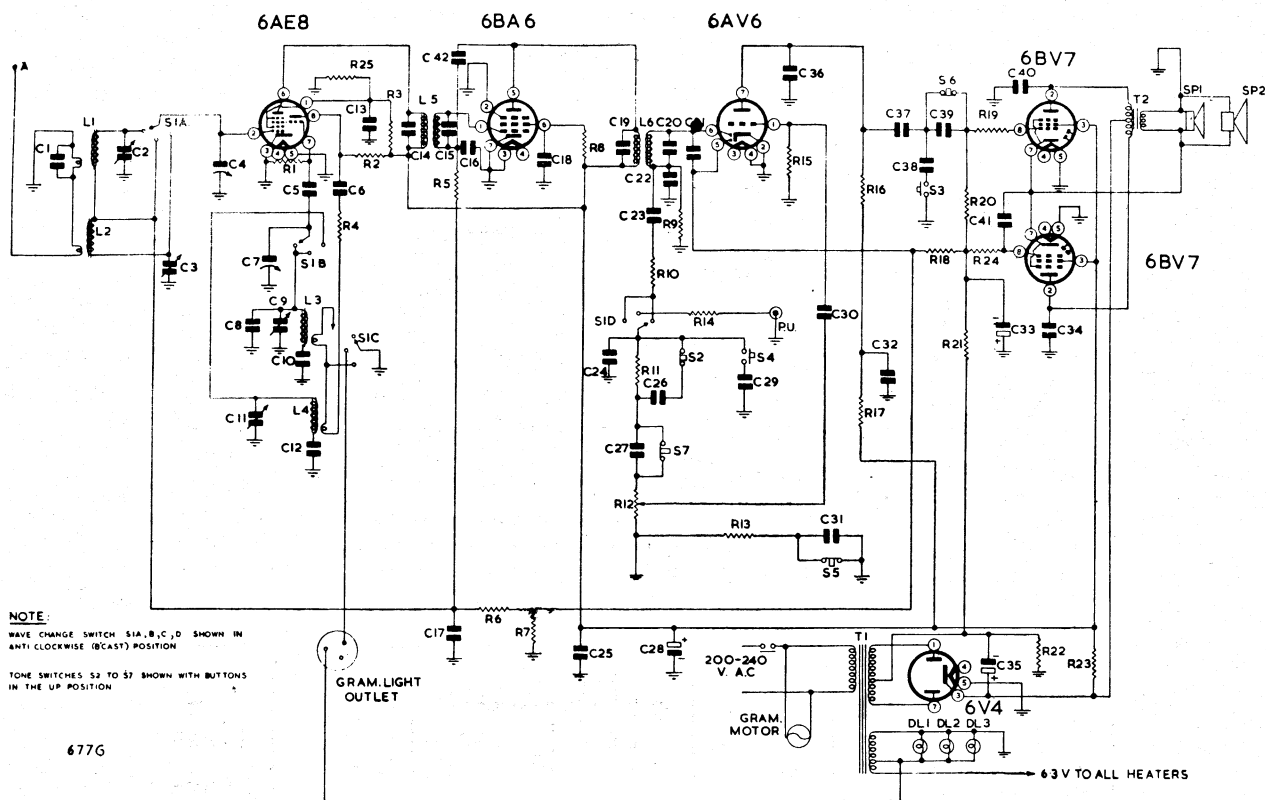 6AE8
6BA6
6AV6
6BV7
A
C 42
R25
C13
R3
L 5
C36
S 6
C40
T2
SP1
SP2
L1
S1A
C1
C2
C4
R1
R2
C14
C15
C16
C18
R8
C19
L6
C20
C22
R15
C37
C39
R19
C38
S3
L2
C5
C6
R4
R5
C23
R9
R16
R20
C41
C3
C7
S1B
R10
R18
R24
6BV7
C8
C9
L3
C10
S1C
S1D
R14
P.U.
C30
C33
C34
R21
C24
R11
S2
S4
C26
C29
C32
C11
L4
C12
C27
S7
R17
R12
R13
C31
S5
NOTE:
WAVE CHANGE SWITCH S1A, B, C, D SHOWN IN
ANTI CLOCKWISE (B'CAST) POSITION
TONE SWITCHES S2 TO S7 SHOWN WITH BUTTONS
IN THE UP POSITION
677G
C17
R6
R7
C25
C28
GRAM. LIGHT
OUTLET
200-240
V. A.C
GRAM.
MOTOR
T1
C35
R22
R23
6V4
DL1 DL2 DL3
6·3V TO ALL HEATERS